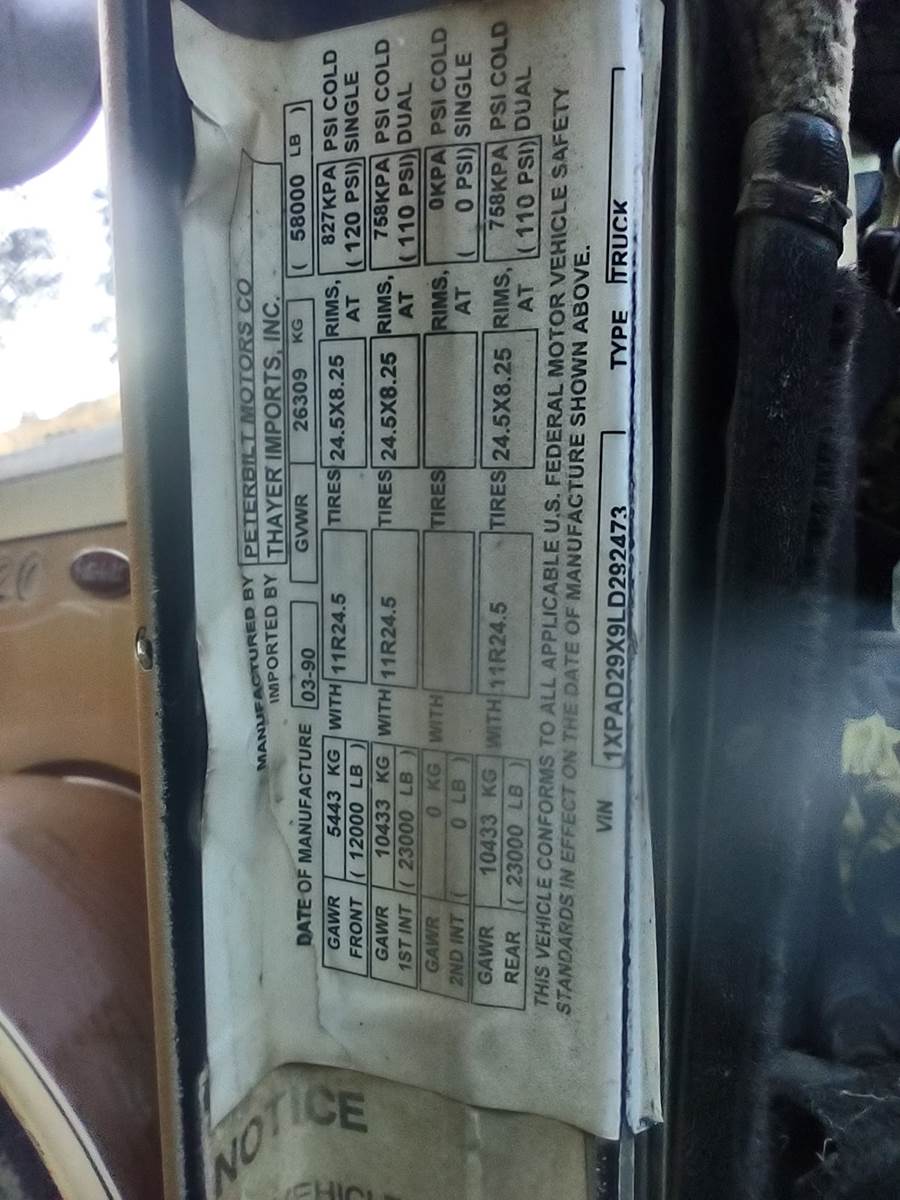 MANUFACTURED BY PETERBILT MOTORS CO
IMPORTED BY THAYER IMPORTS, INC.
DATE OF MANUFACTURE 03-90 GVWR 26309 KG ( 58000 LB )
GAWR 5443 KG WITH 11R24.5 TIRES 24.5X8.25 RIMS, 827KPA PSI COLD
FRONT ( 12000 LB ) AT ( 120 PSI) SINGLE
GAWR 10433 KG WITH 11R24.5 TIRES 24.5X8.25 RIMS, 758KPA PSI COLD
1ST INT ( 23000 LB ) AT ( 110 PSI) DUAL
GAWR 0 KG WITH TIRES RIMS, 0KPA PSI COLD
2ND INT ( 0 LB ) AT ( 0 PSI) SINGLE
GAWR 10433 KG WITH 11R24.5 TIRES 24.5X8.25 RIMS, 758KPA PSI COLD
REAR ( 23000 LB ) AT ( 110 PSI) DUAL
THIS VEHICLE CONFORMS TO ALL APPLICABLE U.S. FEDERAL MOTOR VEHICLE SAFETY
STANDARDS IN EFFECT ON THE DATE OF MANUFACTURE SHOWN ABOVE.
VIN 1XPAD29X9LD292473 TYPE TRUCK
NOTICE